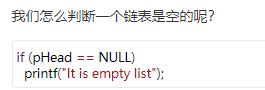 我们怎么判断一个链表是空的呢？
if (pHead == NULL)
printf("It is empty list");